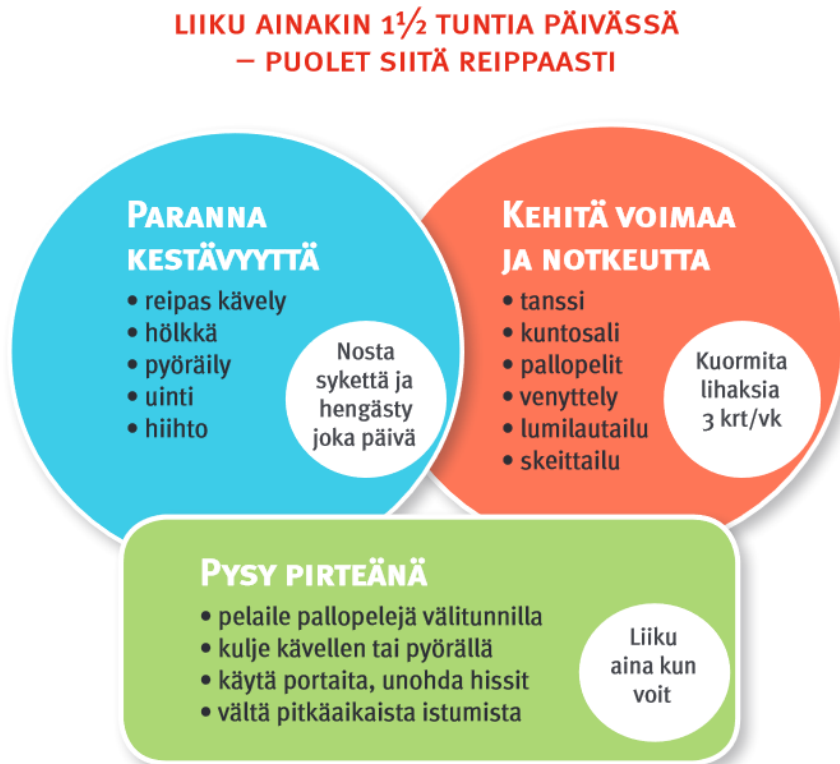 LIIKU AINAKIN 1½ TUNTIA PÄIVÄSSÄ
– PUOLET SIITÄ REIPPAASTI
PARANNA
KESTÄVYYTTÄ
• reipas kävely
• hölkkä
• pyöräily
• uinti
• hiihto
Nosta
sykettä ja
hengästy
joka päivä
KEHITÄ VOIMAA
JA NOTKEUTTA
• tanssi
• kuntosali
• pallopelit
• venyttely
• lumilautailu
• skeittailu
Kuormita
lihaksia
3 krt/vk
PYSY PIRTEÄNÄ
• pelaile pallopelejä välitunnilla
• kulje kävellen tai pyörällä
• käytä portaita, unohda hissit
• vältä pitkäaikaista istumista
Liiku
aina kun
voit